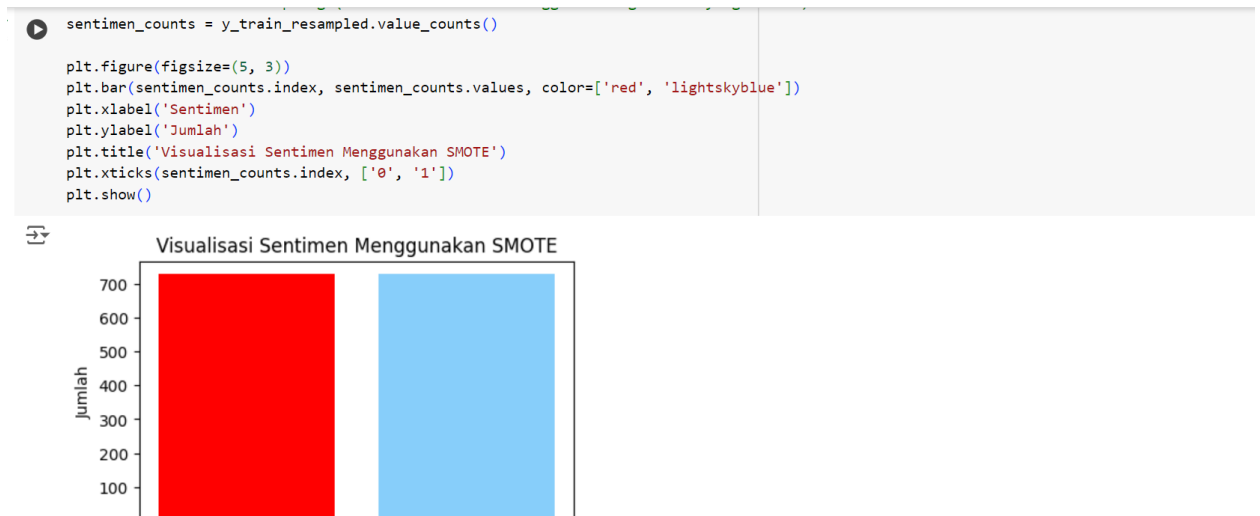 sentimen_counts = y_train_resampled.value_counts()
plt.figure(figsize=(5, 3))
plt.bar(sentimen_counts.index, sentimen_counts.values, color=['red', 'lightskyblue'])
plt.xlabel('Sentimen')
plt.ylabel('Jumlah')
plt.title('Visualisasi Sentimen Menggunakan SMOTE')
plt.xticks(sentimen_counts.index, ['0', '1'])
plt.show()
Visualisasi Sentimen Menggunakan SMOTE
700
600
500
400
300
200
100
Jumlah